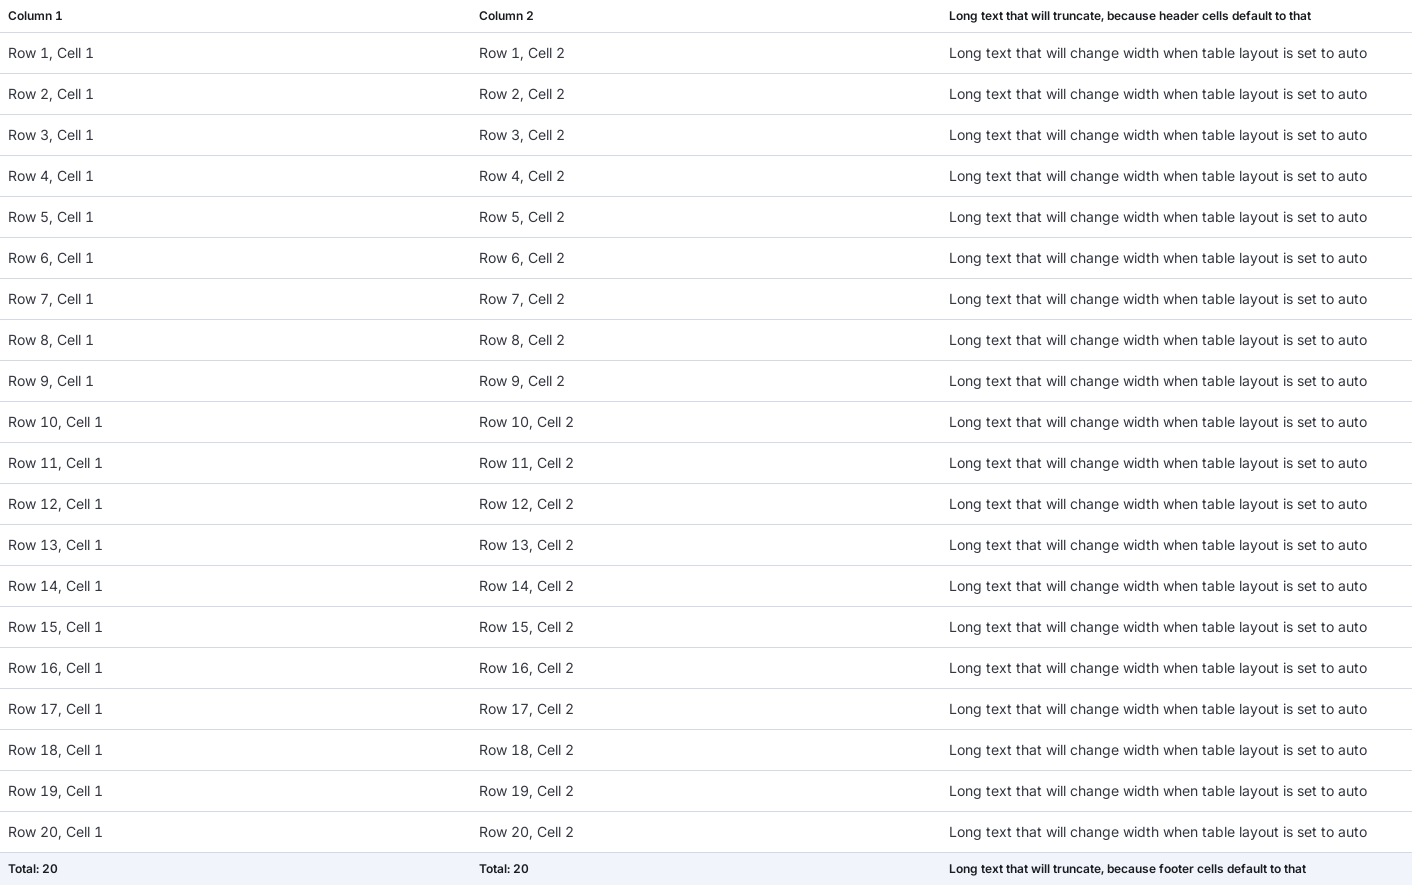 Column 1 Column 2 Long text that will truncate, because header cells default to that
Row 1, Cell 1 Row 1, Cell 2 Long text that will change width when table layout is set to auto
Row 2, Cell 1 Row 2, Cell 2 Long text that will change width when table layout is set to auto
Row 3, Cell 1 Row 3, Cell 2 Long text that will change width when table layout is set to auto
Row 4, Cell 1 Row 4, Cell 2 Long text that will change width when table layout is set to auto
Row 5, Cell 1 Row 5, Cell 2 Long text that will change width when table layout is set to auto
Row 6, Cell 1 Row 6, Cell 2 Long text that will change width when table layout is set to auto
Row 7, Cell 1 Row 7, Cell 2 Long text that will change width when table layout is set to auto
Row 8, Cell 1 Row 8, Cell 2 Long text that will change width when table layout is set to auto
Row 9, Cell 1 Row 9, Cell 2 Long text that will change width when table layout is set to auto
Row 10, Cell 1 Row 10, Cell 2 Long text that will change width when table layout is set to auto
Row 11, Cell 1 Row 11, Cell 2 Long text that will change width when table layout is set to auto
Row 12, Cell 1 Row 12, Cell 2 Long text that will change width when table layout is set to auto
Row 13, Cell 1 Row 13, Cell 2 Long text that will change width when table layout is set to auto
Row 14, Cell 1 Row 14, Cell 2 Long text that will change width when table layout is set to auto
Row 15, Cell 1 Row 15, Cell 2 Long text that will change width when table layout is set to auto
Row 16, Cell 1 Row 16, Cell 2 Long text that will change width when table layout is set to auto
Row 17, Cell 1 Row 17, Cell 2 Long text that will change width when table layout is set to auto
Row 18, Cell 1 Row 18, Cell 2 Long text that will change width when table layout is set to auto
Row 19, Cell 1 Row 19, Cell 2 Long text that will change width when table layout is set to auto
Row 20, Cell 1 Row 20, Cell 2 Long text that will change width when table layout is set to auto
Total: 20 Total: 20 Long text that will truncate, because footer cells default to that